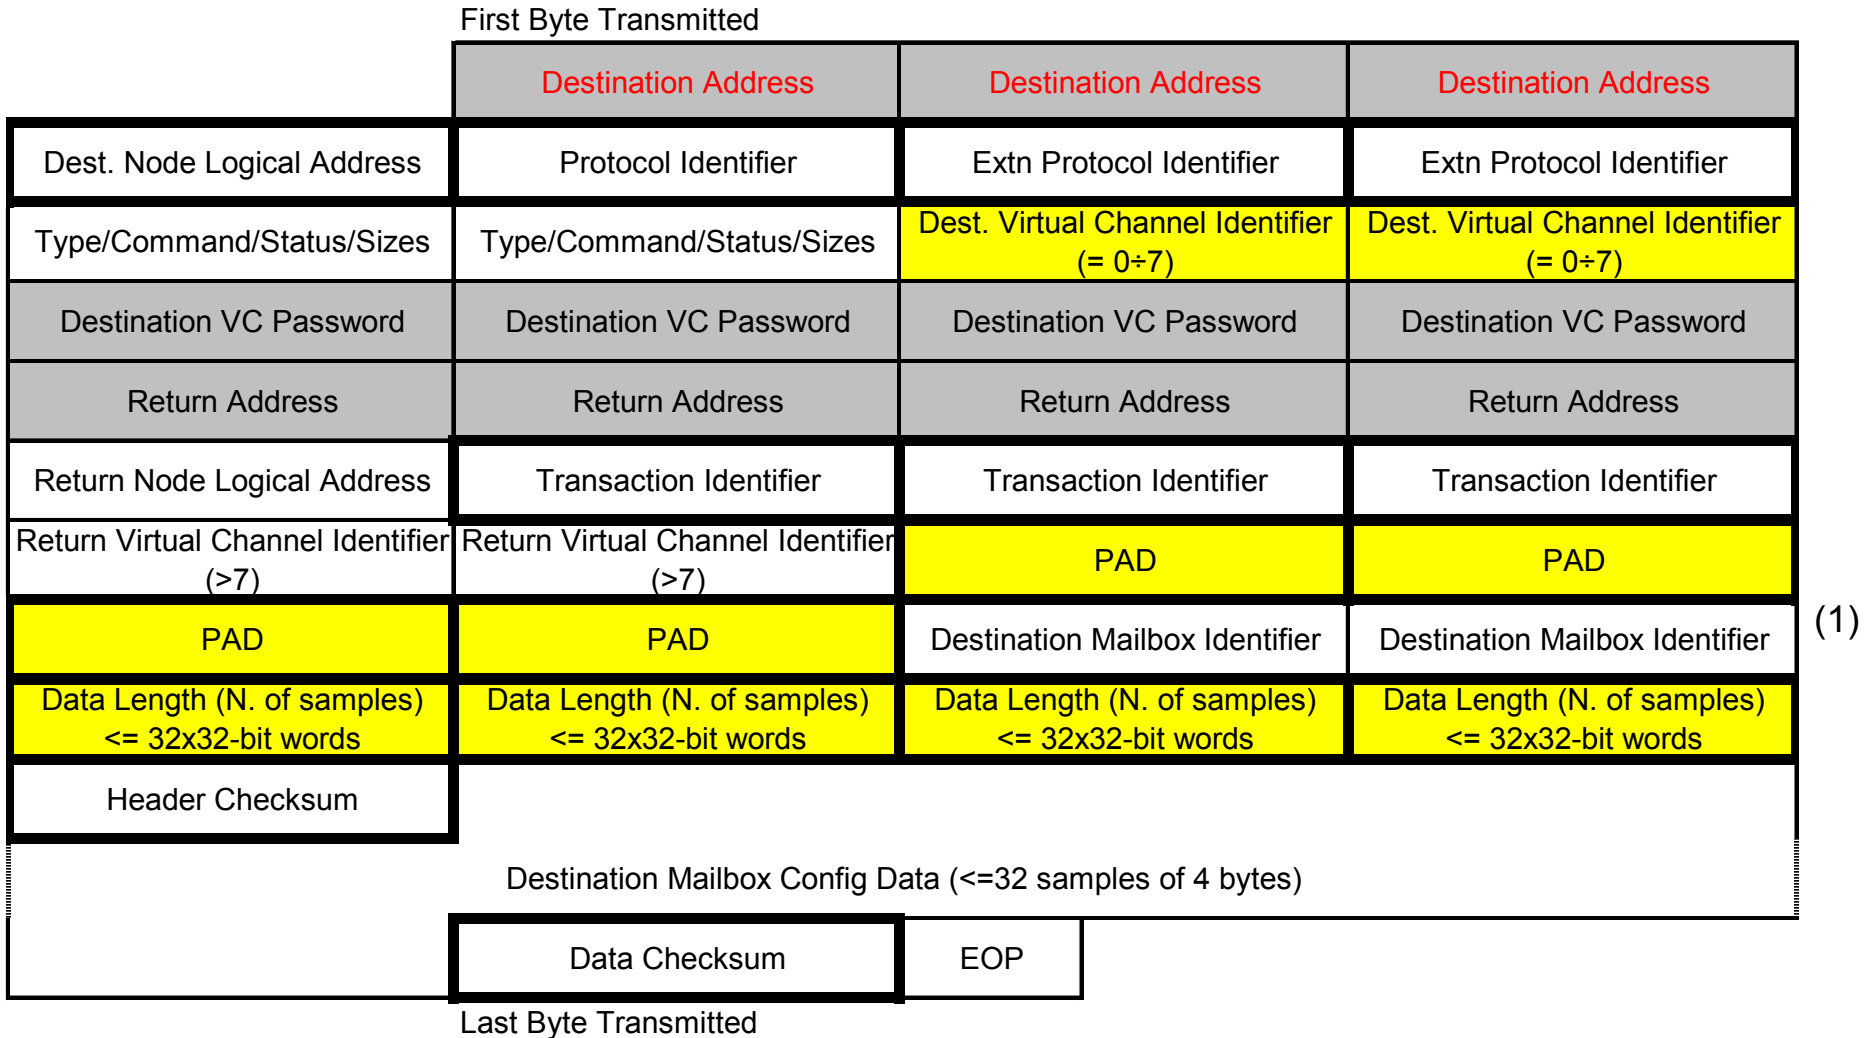 First Byte Transmitted
Destination Address Destination Address Destination Address
Dest. Node Logical Address Protocol Identifier Extn Protocol Identifier Extn Protocol Identifier
Type/Command/Status/Sizes Type/Command/Status/Sizes Dest. Virtual Channel Identifier (= 0÷7) Dest. Virtual Channel Identifier (= 0÷7)
Destination VC Password Destination VC Password Destination VC Password Destination VC Password
Return Address Return Address Return Address Return Address
Return Node Logical Address Transaction Identifier Transaction Identifier Transaction Identifier
Return Virtual Channel Identifier (>7) Return Virtual Channel Identifier (>7) PAD PAD
PAD PAD Destination Mailbox Identifier Destination Mailbox Identifier (1)
Data Length (N. of samples) <= 32x32-bit words Data Length (N. of samples) <= 32x32-bit words Data Length (N. of samples) <= 32x32-bit words Data Length (N. of samples) <= 32x32-bit words
Header Checksum
Destination Mailbox Config Data (<=32 samples of 4 bytes)
Data Checksum EOP
Last Byte Transmitted